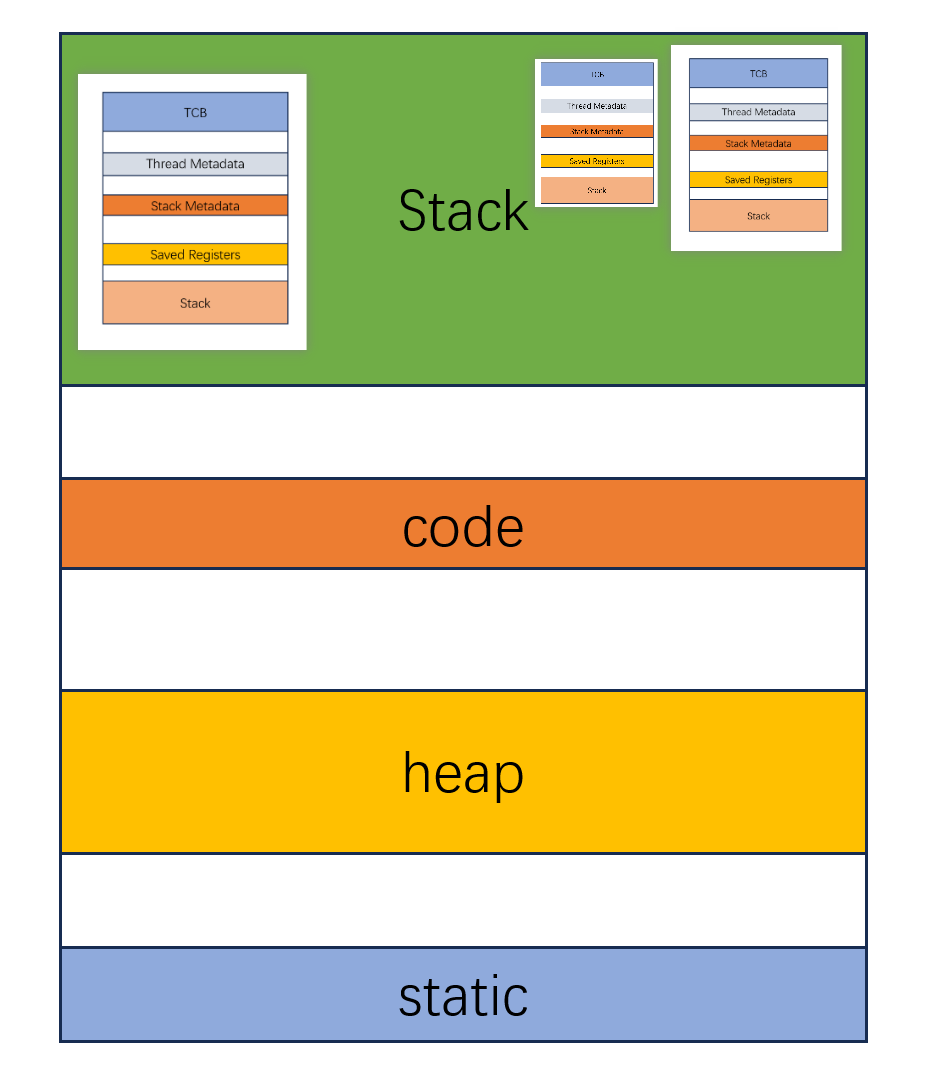 TCB
Thread Metadata
Stack Metadata
Saved Registers
Stack
Stack
TCB
Thread Metadata
Stack Metadata
Saved Registers
Stack
TCB
Thread Metadata
Stack Metadata
Saved Registers
Stack
code
heap
static